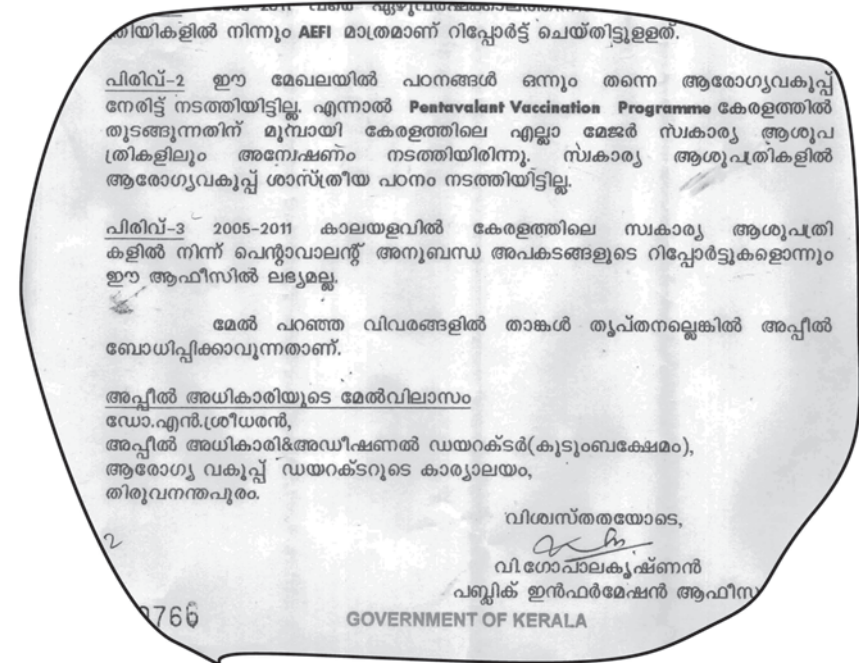 2011 വരെ
തിയികളിൽ നിന്നും AEFI മാത്രമാണ് റിപ്പോർട്ട് ചെയ്തിട്ടുളളത്.
പിരിവ്-2 ഈ മേഖലയിൽ പഠനങ്ങൾ ഒന്നും തന്നെ ആരോഗ്യവകുപ്പ്
നേരിട്ട് നടത്തിയിട്ടില്ല. എന്നാൽ Pentavalant Vaccination Programme കേരളത്തിൽ
തുടങ്ങുന്നതിന് മുമ്പായി കേരളത്തിലെ എല്ലാ മേജർ സ്വകാര്യ ആശുപ
ത്രികളിലും അന്വേഷണം നടത്തിയിരിന്നു. സ്വകാര്യ ആശുപത്രികളിൽ
ആരോഗ്യവകുപ്പ് ശാസ്ത്രീയ പഠനം നടത്തിയിട്ടില്ല.
പിരിവ്-3 2005-2011 കാലയളവിൽ കേരളത്തിലെ സ്വകാര്യ ആശുപത്രി
കളിൽ നിന്ന് പെന്റാവാലന്റ് അനുബന്ധ അപകടങ്ങളുടെ റിപ്പോർട്ടുകളൊന്നും
ഈ ആഫീസിൽ ലഭ്യമല്ല.
മേൽ പറഞ്ഞ വിവരങ്ങളിൽ താങ്കൾ തൃപ്തനല്ലെങ്കിൽ അപ്പീൽ
ബോധിപ്പിക്കാവുന്നതാണ്.
അപ്പീൽ അധികാരിയുടെ മേൽവിലാസം
ഡോ.എൻ.ശ്രീധരൻ,
അപ്പീൽ അധികാരി&അഡീഷണൽ ഡയറക്ടർ(കുടുംബക്ഷേമം),
ആരോഗ്യ വകുപ്പ് ഡയറക്ടറുടെ കാര്യാലയം,
തിരുവനന്തപുരം.
വിശ്വസ്തതയോടെ,
വി.ഗോപാലകൃഷ്ണൻ
പബ്ലിക് ഇൻഫർമേഷൻ ആഫീസ
766 GOVERNMENT OF KERALA